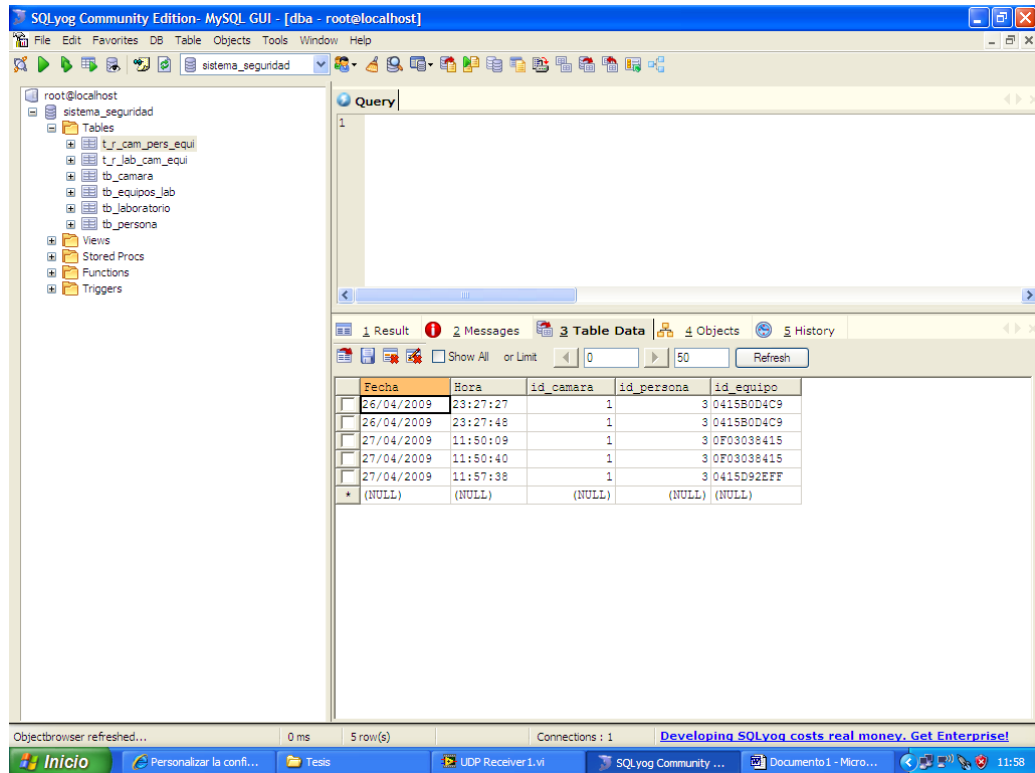 SQLyog Community Edition- MySQL GUI - [dba - root@localhost]
File Edit Favorites DB Table Objects Tools Window Help
sistema_seguridad
root@localhost
sistema_seguridad
Tables
t_r_cam_pers_equi
t_r_lab_cam_equi
tb_camara
tb_equipos_lab
tb_laboratorio
tb_persona
Views
Stored Procs
Functions
Triggers
Query
1
1 Result 2 Messages 3 Table Data 4 Objects 5 History
Show All or Limit 0 50 Refresh
Fecha Hora id_camara id_persona id_equipo
26/04/2009 23:27:27 1 3 0415B0D4C9
26/04/2009 23:27:48 1 3 0415B0D4C9
27/04/2009 11:50:09 1 3 0F03038415
27/04/2009 11:50:40 1 3 0F03038415
27/04/2009 11:57:38 1 3 0415D92EFF
* (NULL) (NULL) (NULL) (NULL) (NULL)
Objectbrowser refreshed... 0 ms 5 row(s) Connections : 1 Developing SQLyog costs real money. Get Enterprise!
Inicio Personalizar la confi... Tesis UDP Receiver1.vi SQLyog Community ... Documento1 - Micro... 11:58